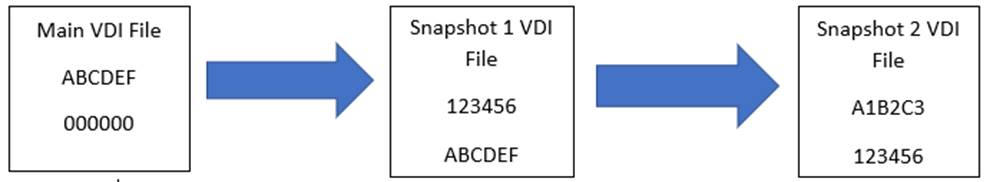 Main VDI File
ABCDEF
000000
Snapshot 1 VDI
File
123456
ABCDEF
Snapshot 2 VDI
File
A1B2C3
123456